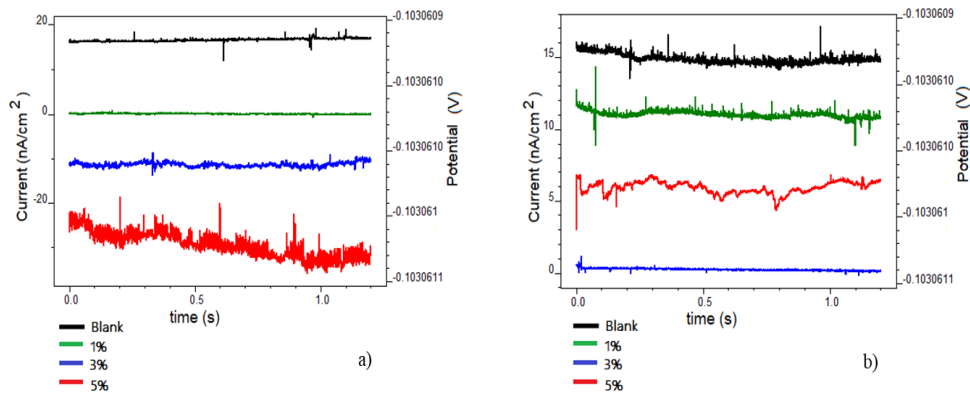 20
10
0
-10
-20
Current (nA/cm2)
-0.1030609
-0.1030610
-0.1030610
-0.103061
-0.1030611
Potential (V)
0.0 0.5 1.0
time (s)
Blank
1%
3%
5%
a)
15
10
5
0
Current (nA/cm2)
-0.1030609
-0.1030610
-0.1030610
-0.103061
-0.1030611
Potential (V)
0.0 0.5 1.0
time (s)
Blank
1%
3%
5%
b)